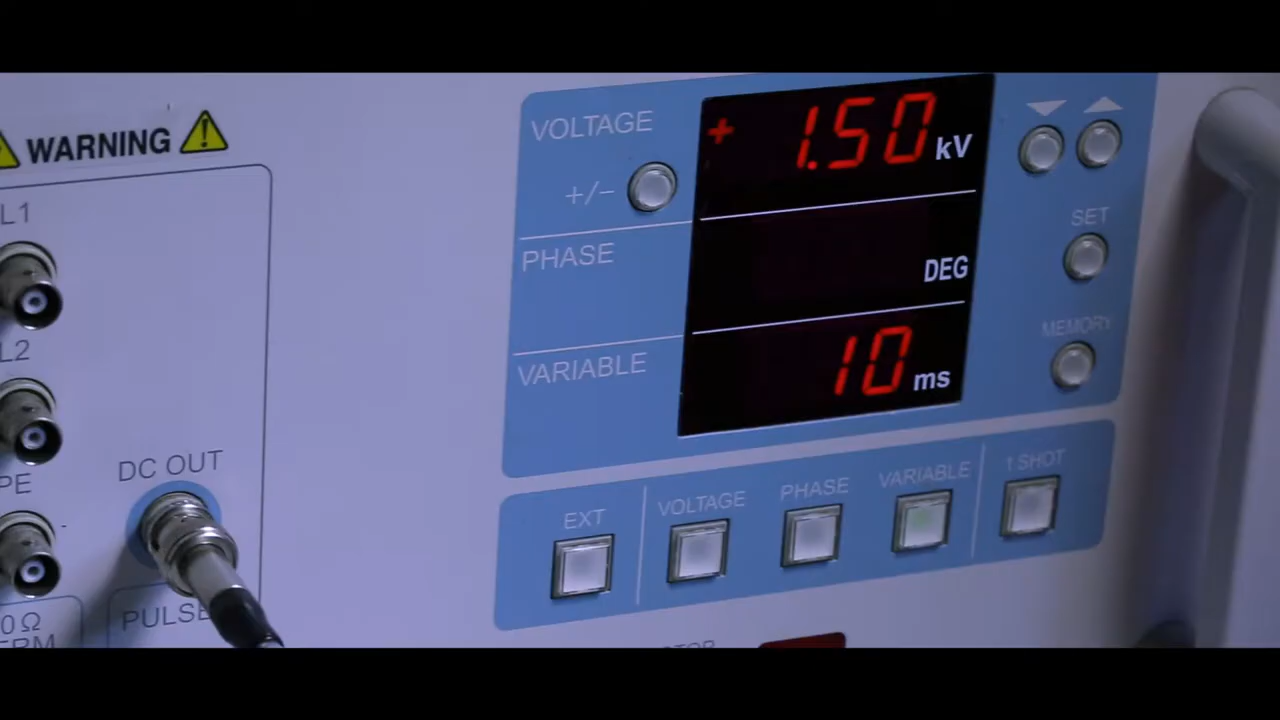 WARNING
L1
L2
PE
DC OUT
PULSE
0 Ω
VOLTAGE
+ 1.50 kV
+/−
PHASE
DEG
VARIABLE
10 ms
SET
MEMORY
EXT
VOLTAGE
PHASE
VARIABLE
1 SHOT